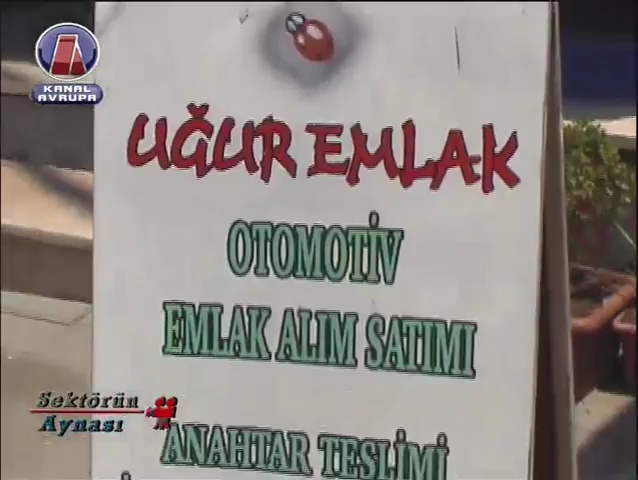 KANAL
AVRUPA
UĞUR EMLAK
OTOMOTİV
EMLAK ALIM SATIMI
Sektörün
Aynası
ANAHTAR TESLİMİ